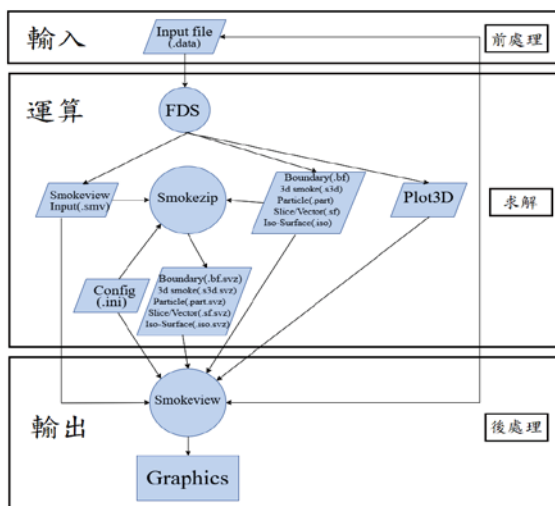 輸入
Input file
(.data)
前處理
運算
FDS
Smokeview
Input(.smv)
Smokezip
Boundary(.bf)
3d smoke(.s3d)
Particle(.part)
Slice/Vector(.sf)
Iso-Surface(.iso)
Plot3D
求解
Config
(.ini)
Boundary(.bf.svz)
3d smoke(.s3d.svz)
Particle(.part.svz)
Slice/Vector(.sf.svz)
Iso-Surface(.iso.svz)
輸出
Smokeview
後處理
Graphics